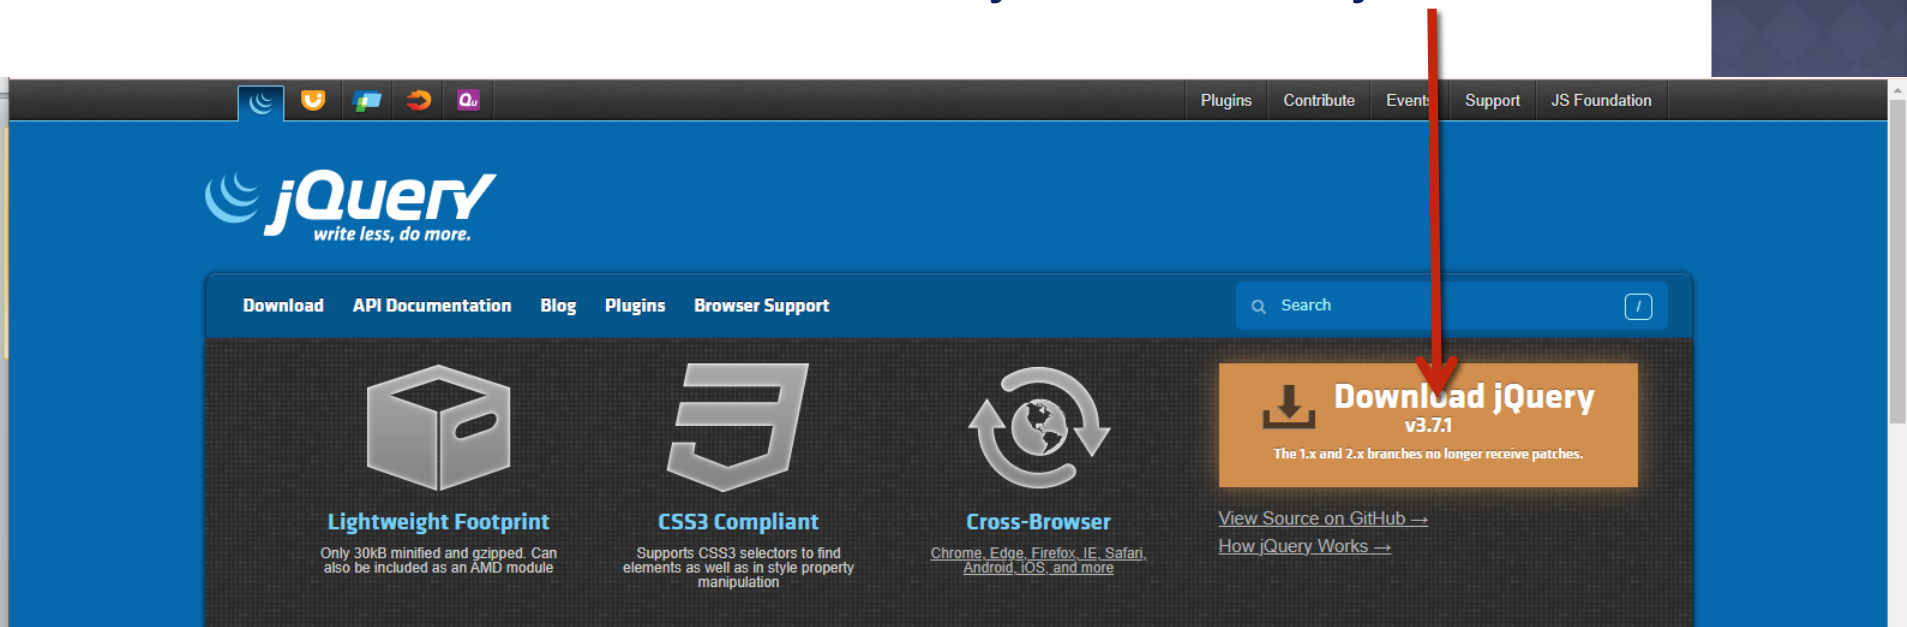 Plugins Contribute Events Support JS Foundation
jQuery
write less, do more.
Download API Documentation Blog Plugins Browser Support
Search /
Download jQuery
v3.7.1
The 1.x and 2.x branches no longer receive patches.
Lightweight Footprint
Only 30kB minified and gzipped. Can
also be included as an AMD module
CSS3 Compliant
Supports CSS3 selectors to find
elements as well as in style property
manipulation
Cross-Browser
Chrome, Edge, Firefox, IE, Safari,
Android, iOS, and more
View Source on GitHub →
How jQuery Works →